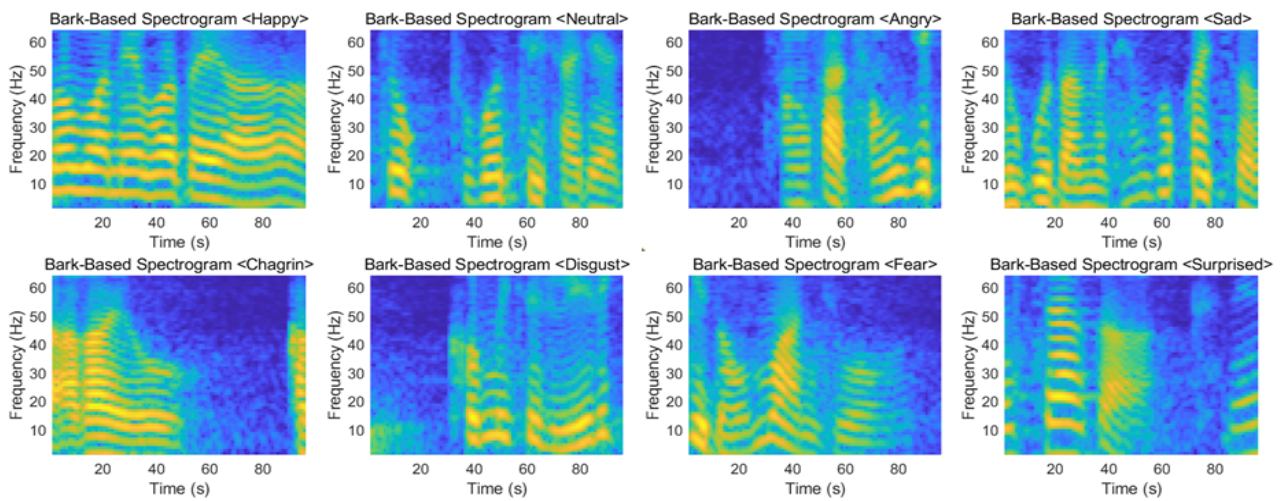 Bark-Based Spectrogram <Happy>
Bark-Based Spectrogram <Neutral>
Bark-Based Spectrogram <Angry>
Bark-Based Spectrogram <Sad>
Frequency (Hz)
60
50
40
30
20
10
20 40 60 80
Time (s)
Frequency (Hz)
60
50
40
30
20
10
20 40 60 80
Time (s)
Frequency (Hz)
60
50
40
30
20
10
20 40 60 80
Time (s)
Frequency (Hz)
60
50
40
30
20
10
20 40 60 80
Time (s)
Bark-Based Spectrogram <Chagrin>
Bark-Based Spectrogram <Disgust>
Bark-Based Spectrogram <Fear>
Bark-Based Spectrogram <Surprised>
Frequency (Hz)
60
50
40
30
20
10
20 40 60 80
Time (s)
Frequency (Hz)
60
50
40
30
20
10
20 40 60 80
Time (s)
Frequency (Hz)
60
50
40
30
20
10
20 40 60 80
Time (s)
Frequency (Hz)
60
50
40
30
20
10
20 40 60 80
Time (s)